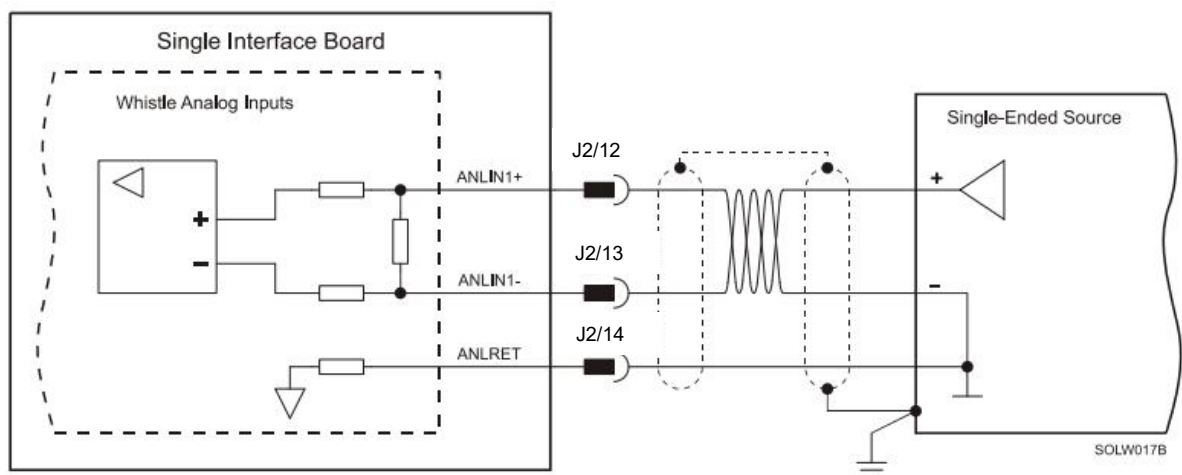 Single Interface Board
Whistle Analog Inputs
Single-Ended Source
J2/12
ANLIN1+
+
+
J2/13
−
ANLIN1-
-
J2/14
ANLRET
SOLW017B